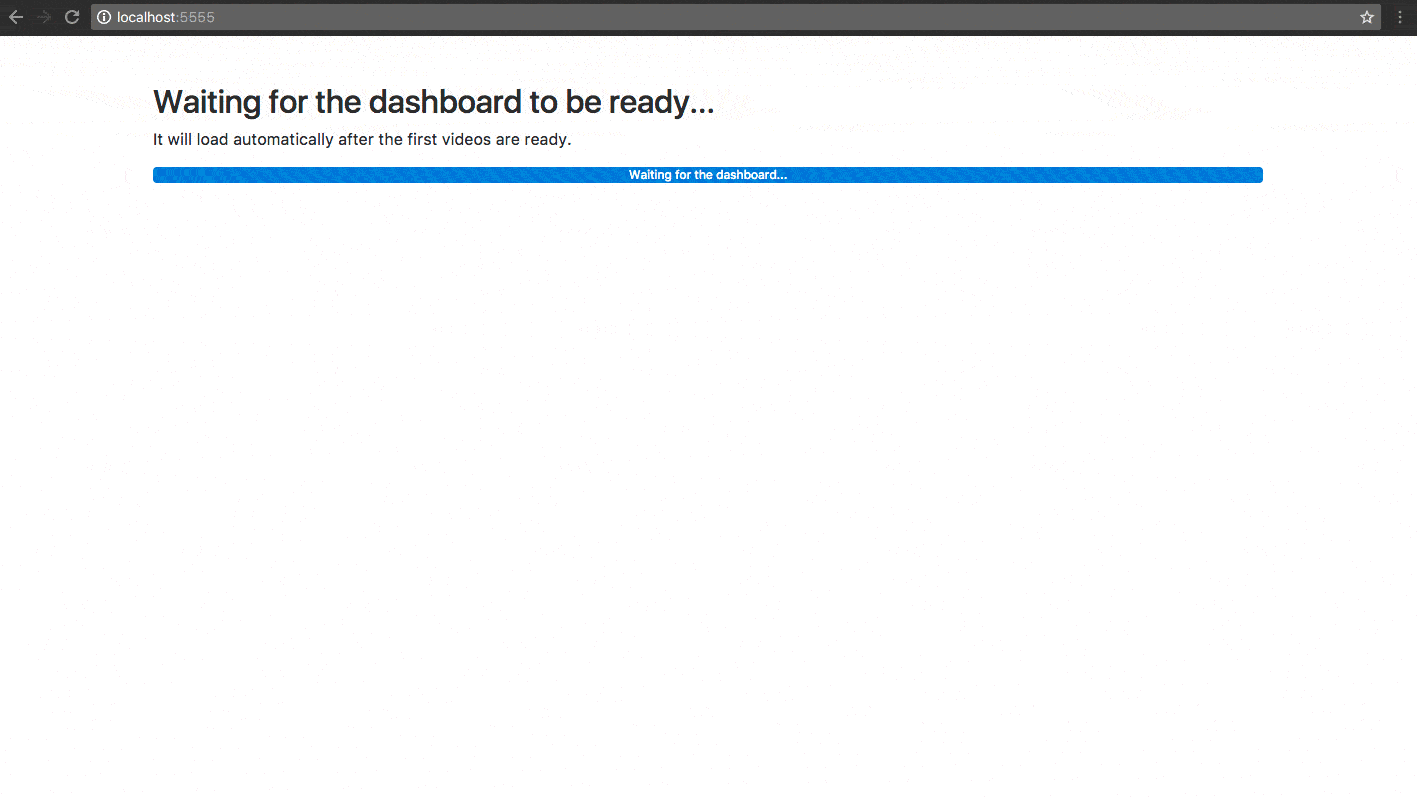 localhost:5555
Waiting for the dashboard to be ready...
It will load automatically after the first videos are ready.
Waiting for the dashboard...